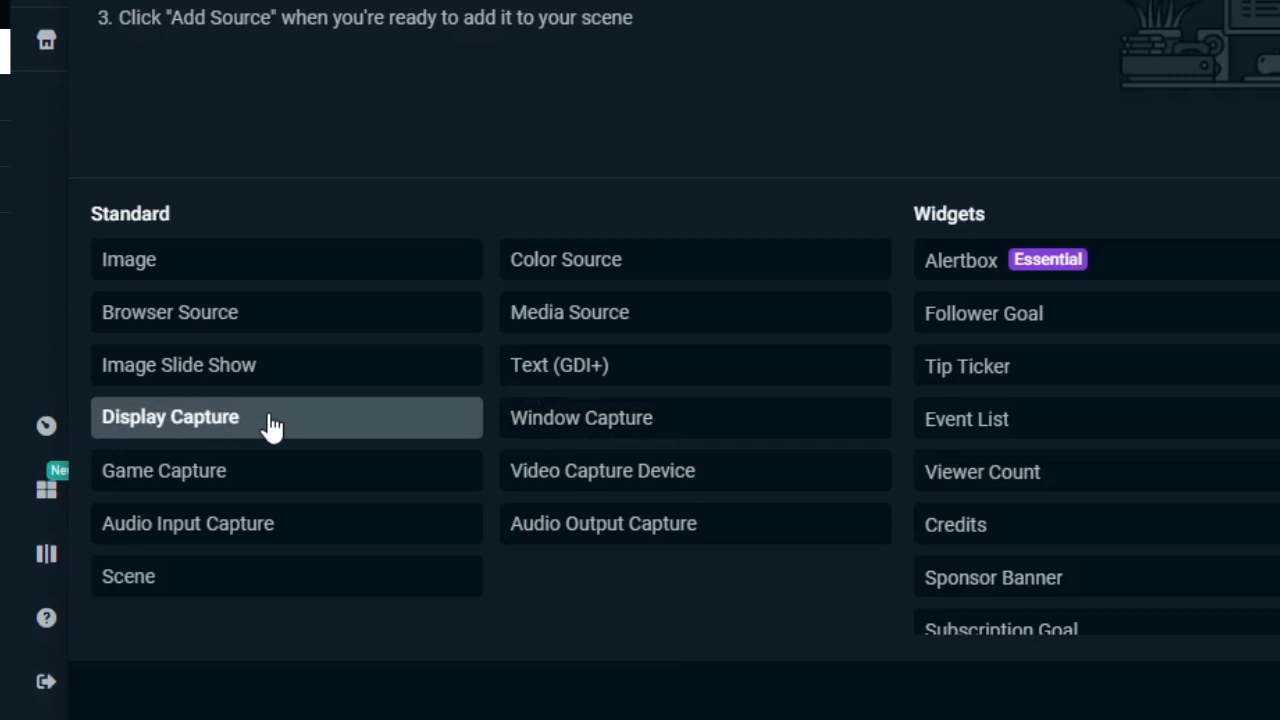 3. Click "Add Source" when you're ready to add it to your scene
Standard
Image
Browser Source
Image Slide Show
Display Capture
Game Capture
Audio Input Capture
Scene
Color Source
Media Source
Text (GDI+)
Window Capture
Video Capture Device
Audio Output Capture
Widgets
Alertbox Essential
Follower Goal
Tip Ticker
Event List
Viewer Count
Credits
Sponsor Banner
Subscription Goal